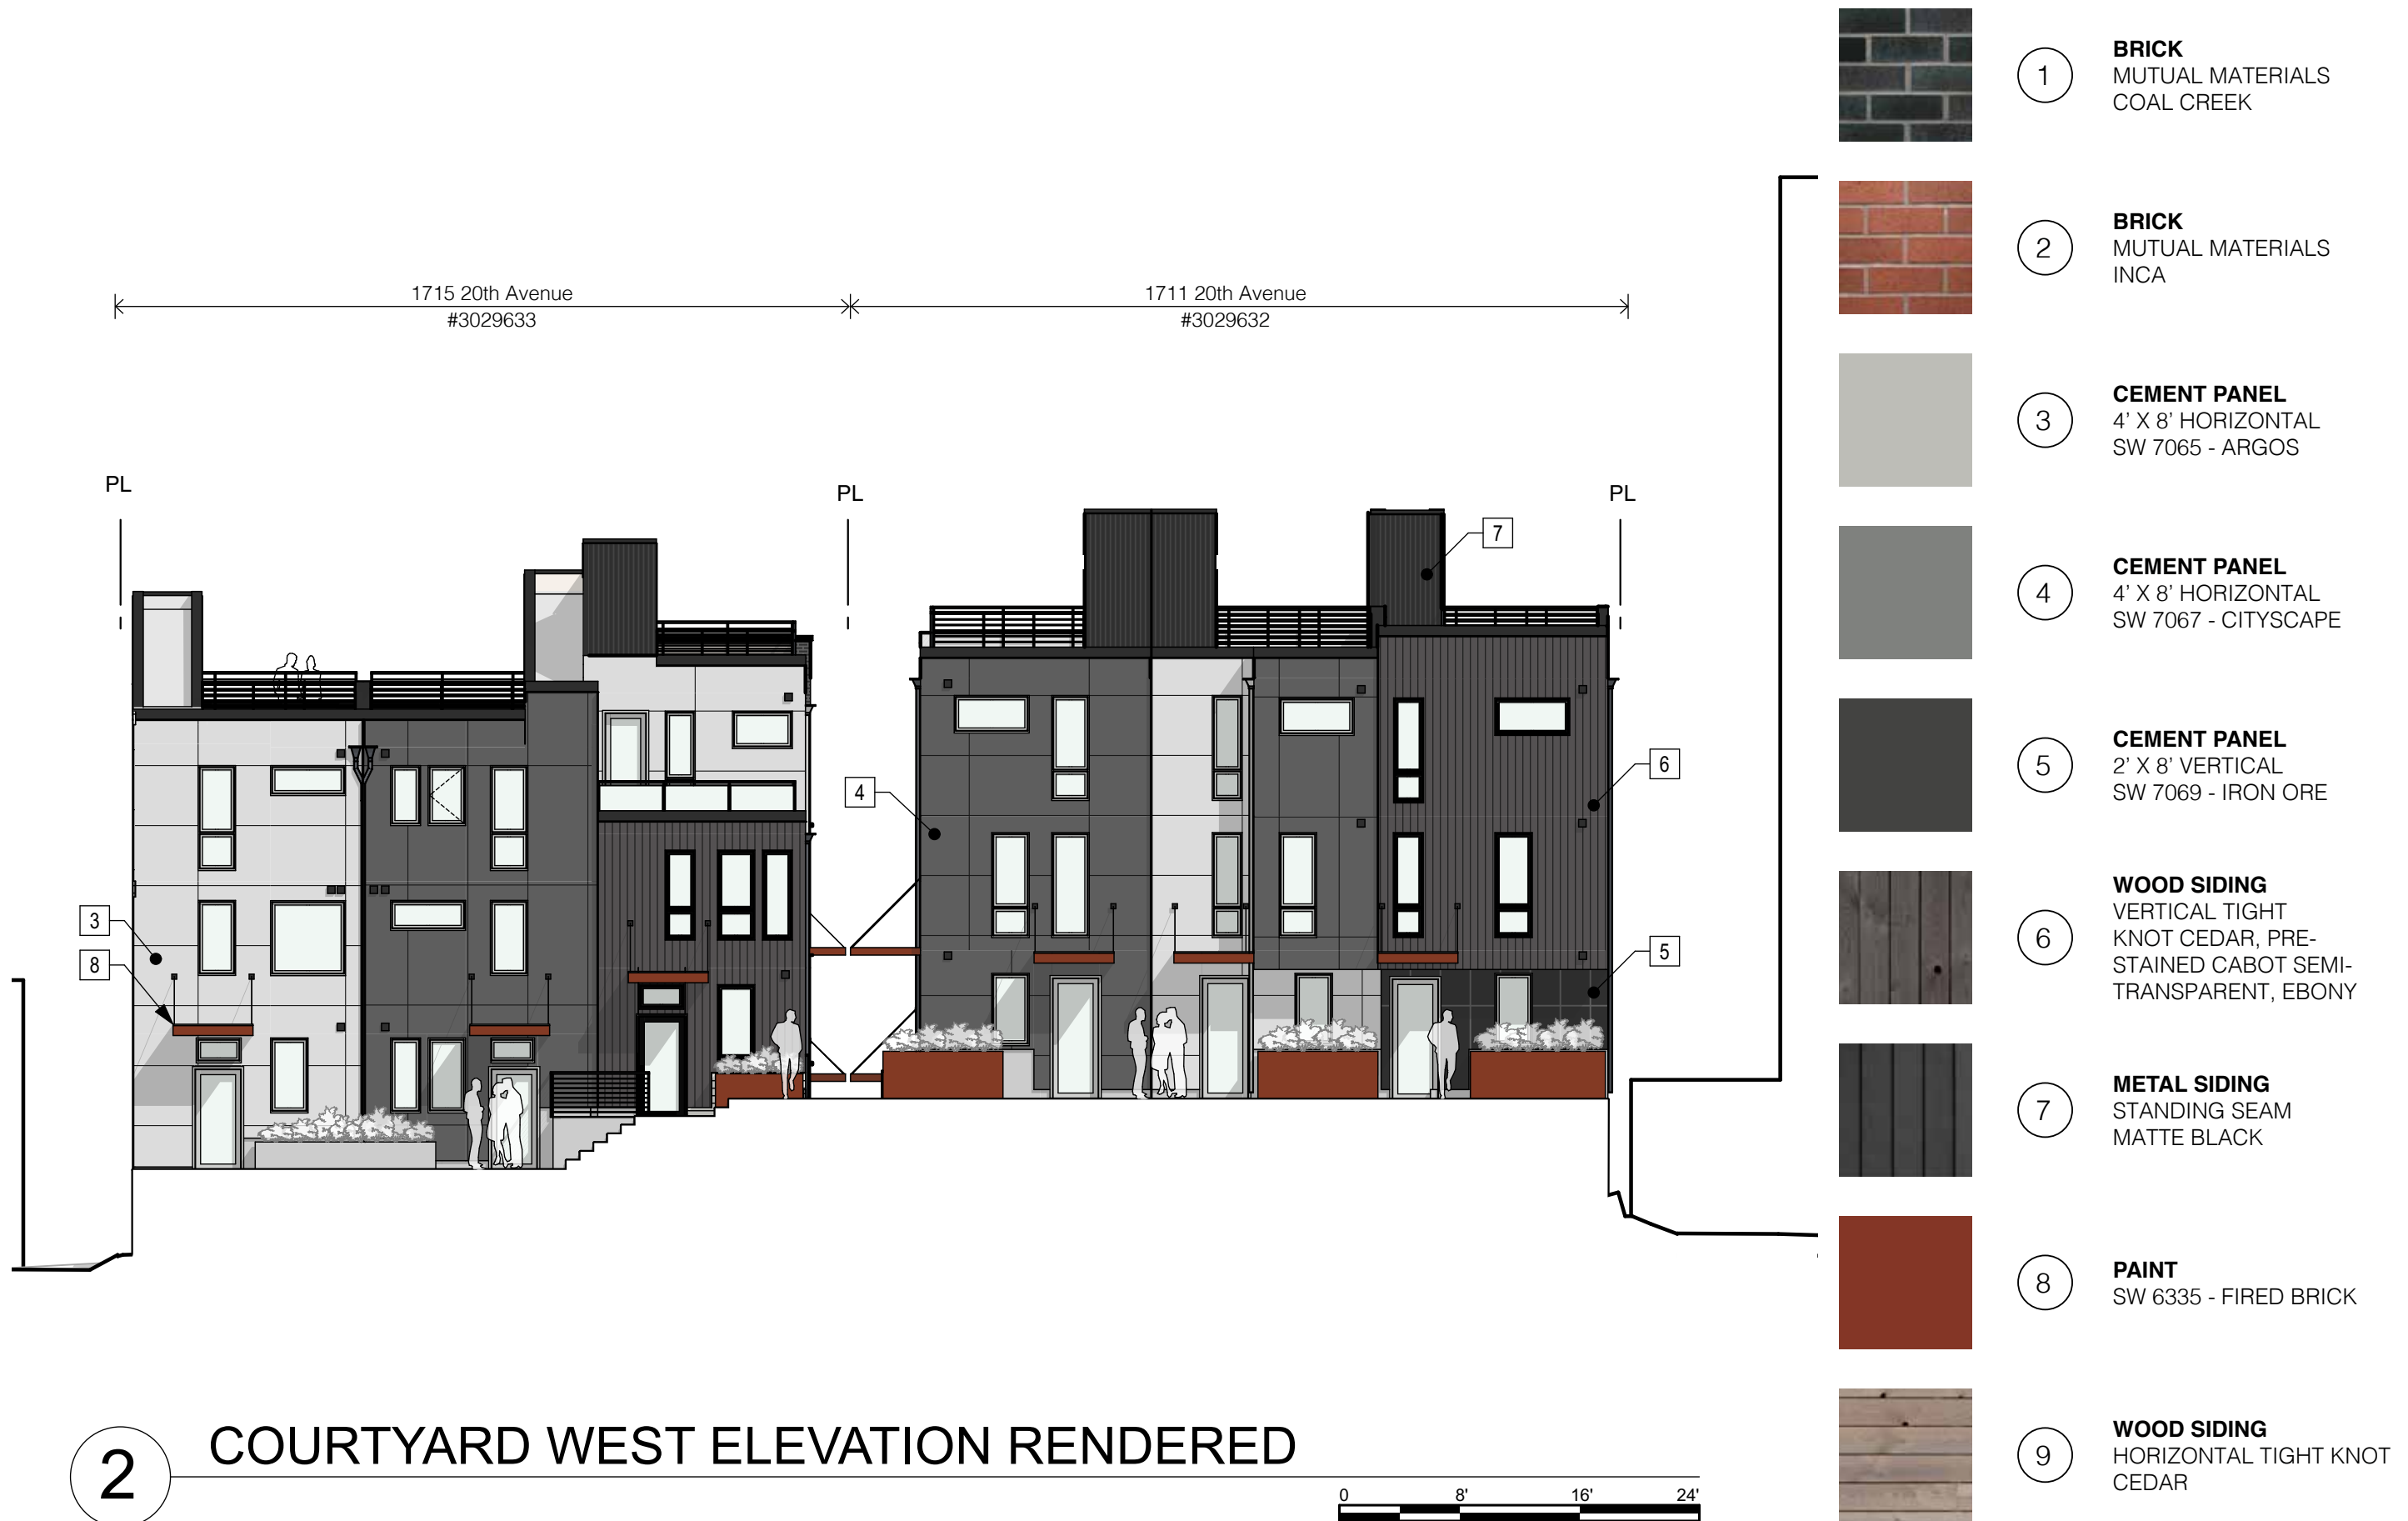 1715 20th Avenue
#3029633
1711 20th Avenue
#3029632
PL
PL
PL
7
6
4
3
8
5
2
COURTYARD WEST ELEVATION RENDERED
0 8' 16' 24'
1
BRICK
MUTUAL MATERIALS
COAL CREEK
2
BRICK
MUTUAL MATERIALS
INCA
3
CEMENT PANEL
4’ X 8’ HORIZONTAL
SW 7065 - ARGOS
4
CEMENT PANEL
4’ X 8’ HORIZONTAL
SW 7067 - CITYSCAPE
5
CEMENT PANEL
2’ X 8’ VERTICAL
SW 7069 - IRON ORE
6
WOOD SIDING
VERTICAL TIGHT
KNOT CEDAR, PRE-
STAINED CABOT SEMI-
TRANSPARENT, EBONY
7
METAL SIDING
STANDING SEAM
MATTE BLACK
8
PAINT
SW 6335 - FIRED BRICK
9
WOOD SIDING
HORIZONTAL TIGHT KNOT
CEDAR